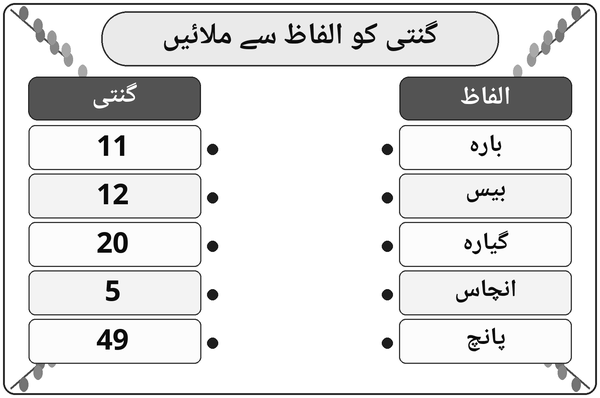 گنتی کو الفاظ سے ملائیں
الفاظ گنتی
بارہ 11
بیس 12
گیارہ 20
انچاس 5
پانچ 49